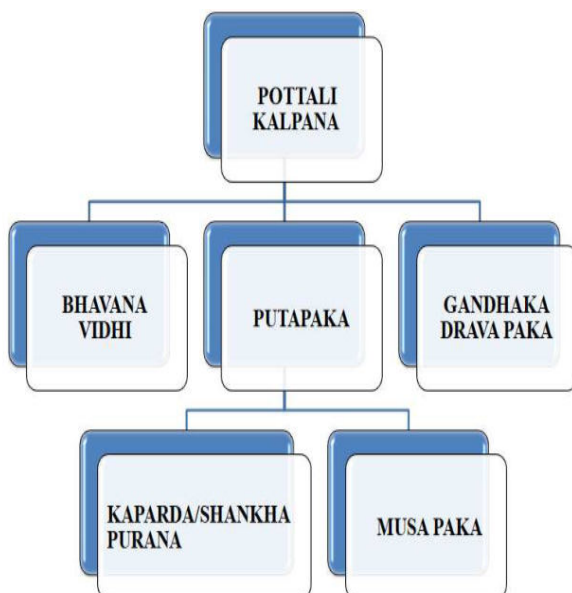 POTTALI
KALPANA
BHAVANA
VIDHI
PUTAPAKA
GANDHAKA
DRAVA PAKA
KAPARDA/SHANKHA
PURANA
MUSA PAKA